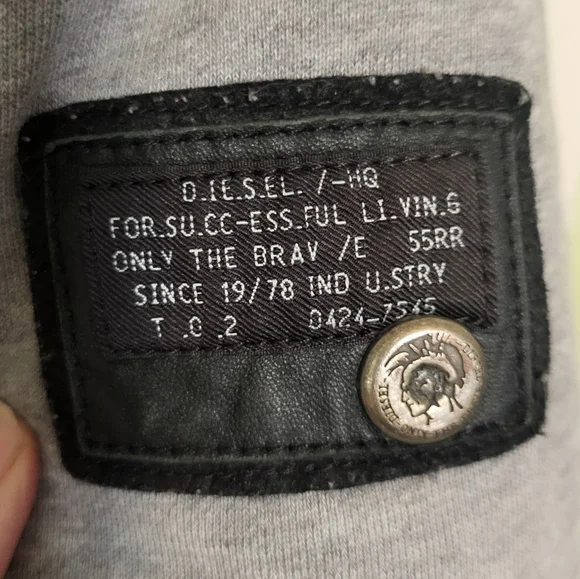 D.IE.S.EL. /-HQ
FOR.SU.CC-ESS.FUL LI.VIN.G
ONLY THE BRAV /E 55RR
SINCE 19/78 IND U.STRY
T .0 .2 0424-7545